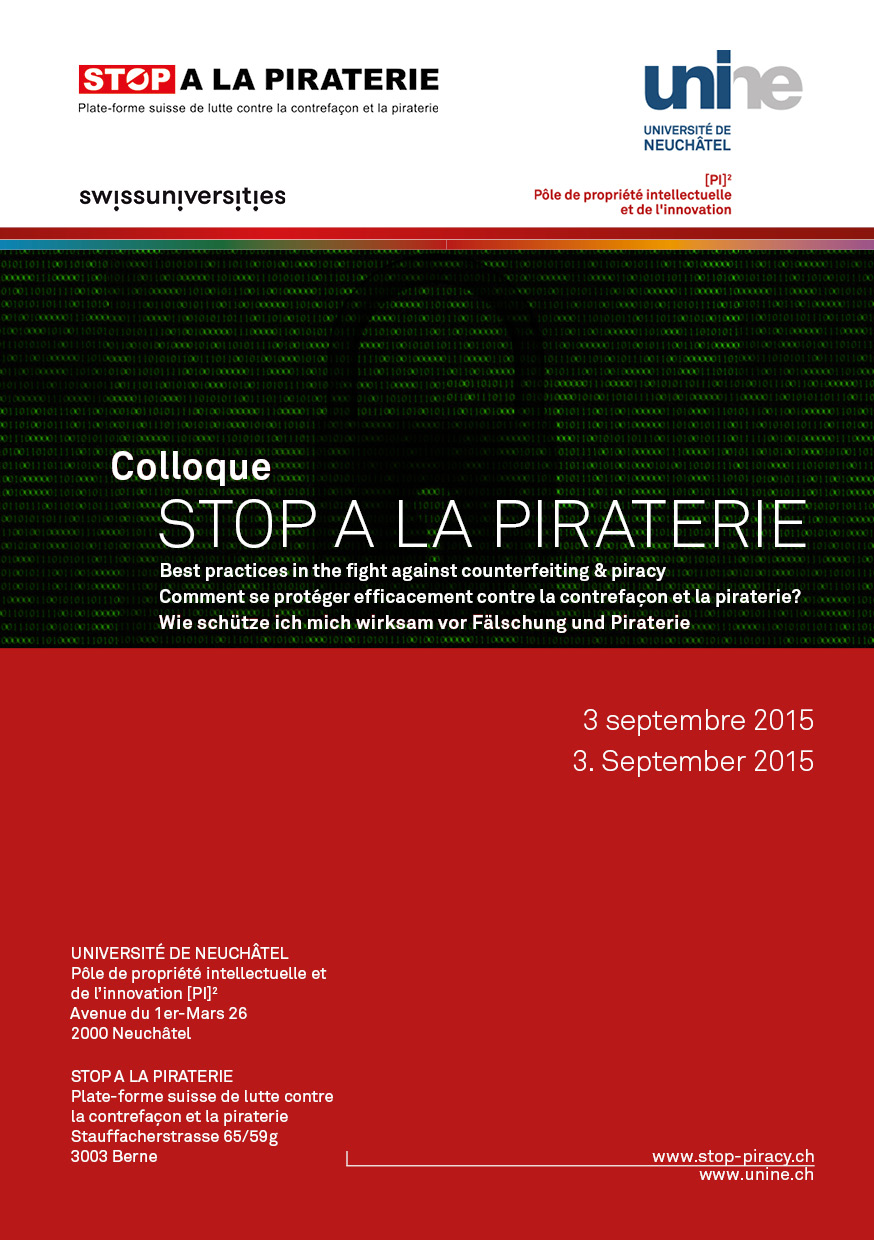 STOP A LA PIRATERIE
Plate-forme suisse de lutte contre la contrefaçon et la piraterie
unine
UNIVERSITÉ DE
NEUCHÂTEL
swissuniversities
[PI]²
Pôle de propriété intellectuelle
et de l'innovation
Colloque
STOP A LA PIRATERIE
Best practices in the fight against counterfeiting & piracy
Comment se protéger efficacement contre la contrefaçon et la piraterie?
Wie schütze ich mich wirksam vor Fälschung und Piraterie
3 septembre 2015
3. September 2015
UNIVERSITÉ DE NEUCHÂTEL
Pôle de propriété intellectuelle et
de l’innovation [PI]²
Avenue du 1er-Mars 26
2000 Neuchâtel
STOP A LA PIRATERIE
Plate-forme suisse de lutte contre
la contrefaçon et la piraterie
Stauffacherstrasse 65/59g
3003 Berne
www.stop-piracy.ch
www.unine.ch